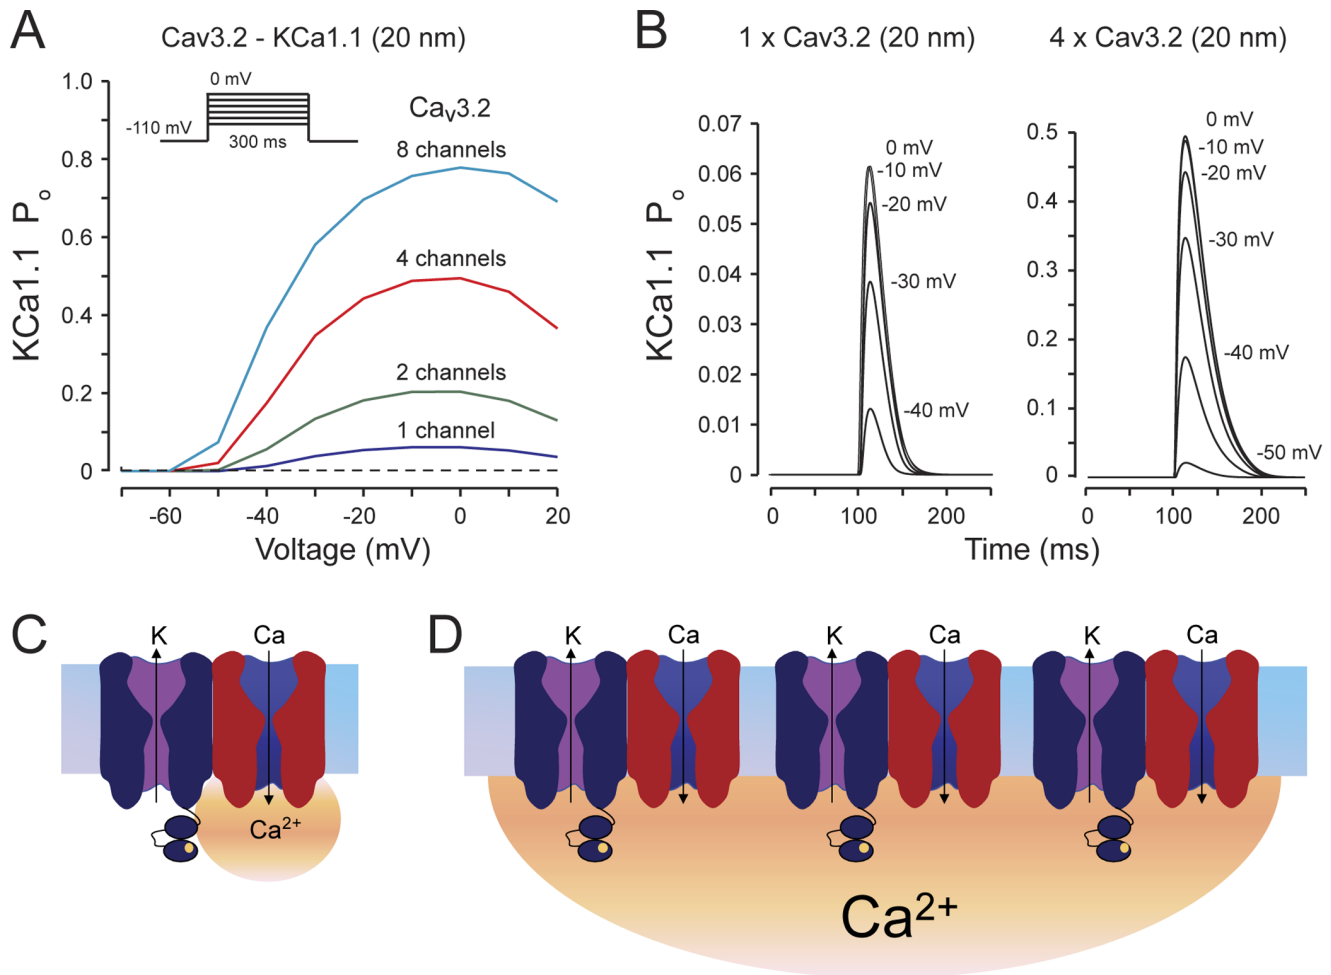 A
Cav3.2 - KCa1.1 (20 nm)
KCa1.1 Po
1.0
0.8
0.6
0.4
0.2
0
0 mV
-110 mV
300 ms
CaV3.2
8 channels
4 channels
2 channels
1 channel
-60
-40
-20
0
20
Voltage (mV)
B
1 x Cav3.2 (20 nm)
4 x Cav3.2 (20 nm)
KCa1.1 Po
0.07
0.06
0.05
0.04
0.03
0.02
0.01
0
0 mV
-10 mV
-20 mV
-30 mV
-40 mV
0
100
200
0.5
0.4
0.3
0.2
0.1
0
0 mV
-10 mV
-20 mV
-30 mV
-40 mV
-50 mV
0
100
200
Time (ms)
C
K
Ca
Ca2+
D
K
Ca
K
Ca
K
Ca
Ca2+